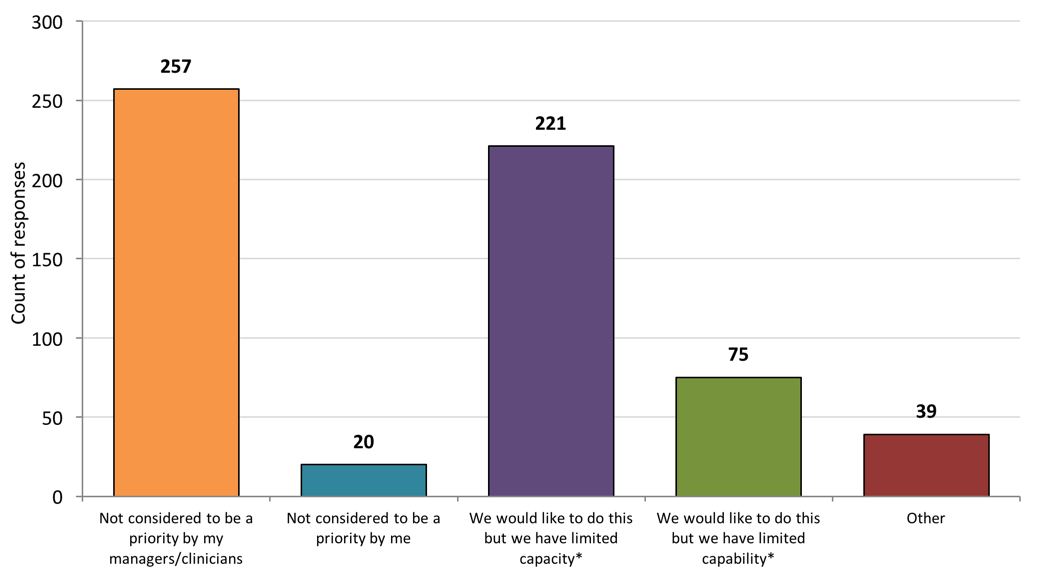 300
257
250
221
200
Count of responses
150
100
75
50
39
20
0
Not considered to be a
priority by my
managers/clinicians
Not considered to be a
priority by me
We would like to do this
but we have limited
capacity*
We would like to do this
but we have limited
capability*
Other